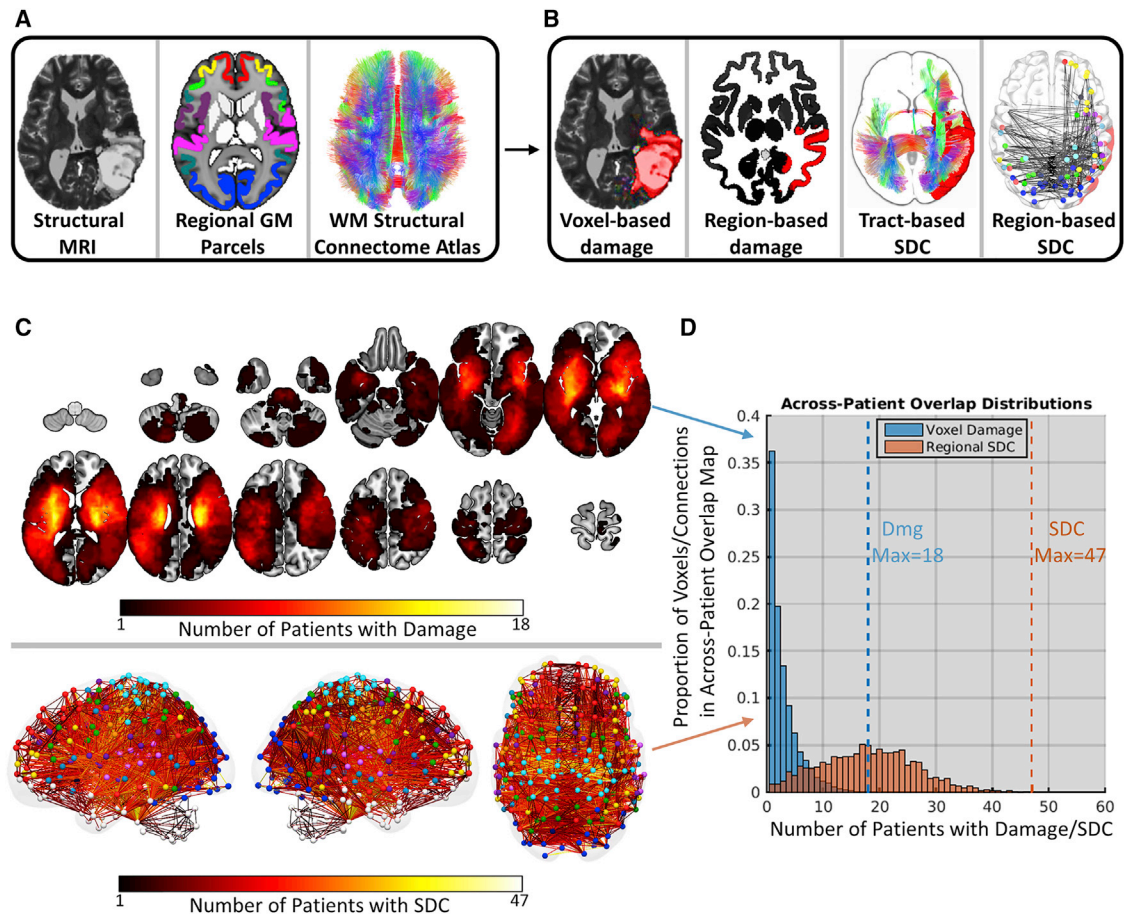 A
B
Structural
MRI
Regional GM
Parcels
WM Structural
Connectome Atlas
Voxel-based
damage
Region-based
damage
Tract-based
SDC
Region-based
SDC
C
1
Number of Patients with Damage
18
1
Number of Patients with SDC
47
D
Across-Patient Overlap Distributions
Voxel Damage
Regional SDC
Dmg
Max=18
SDC
Max=47
Proportion of Voxels/Connections
in Across-Patient Overlap Map
0.4
0.35
0.3
0.25
0.2
0.15
0.1
0.05
0
0 10 20 30 40 50 60
Number of Patients with Damage/SDC